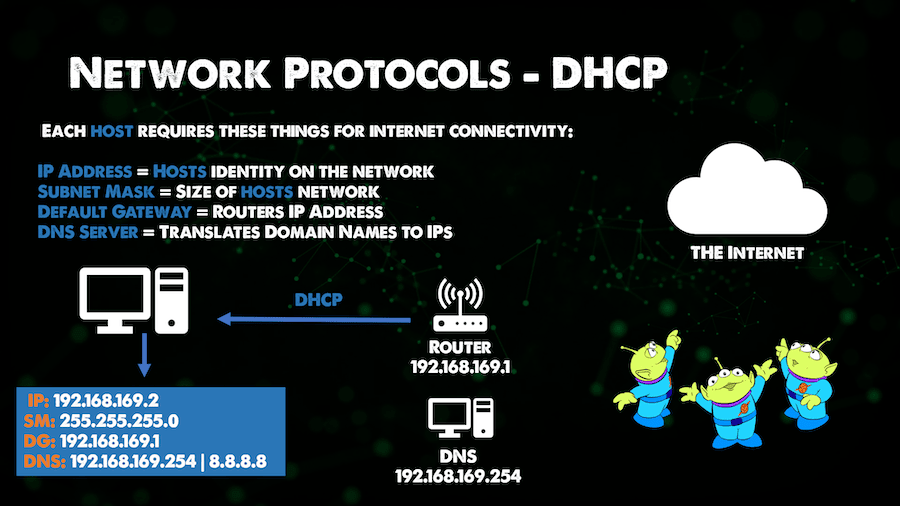 Network Protocols - DHCP
Each host requires these things for internet connectivity:
IP Address = Hosts identity on the network
Subnet Mask = Size of hosts network
Default Gateway = Routers IP Address
DNS Server = Translates Domain Names to IPs
THE Internet
DHCP
Router
192.168.169.1
IP: 192.168.169.2
SM: 255.255.255.0
DG: 192.168.169.1
DNS: 192.168.169.254 | 8.8.8.8
DNS
192.168.169.254